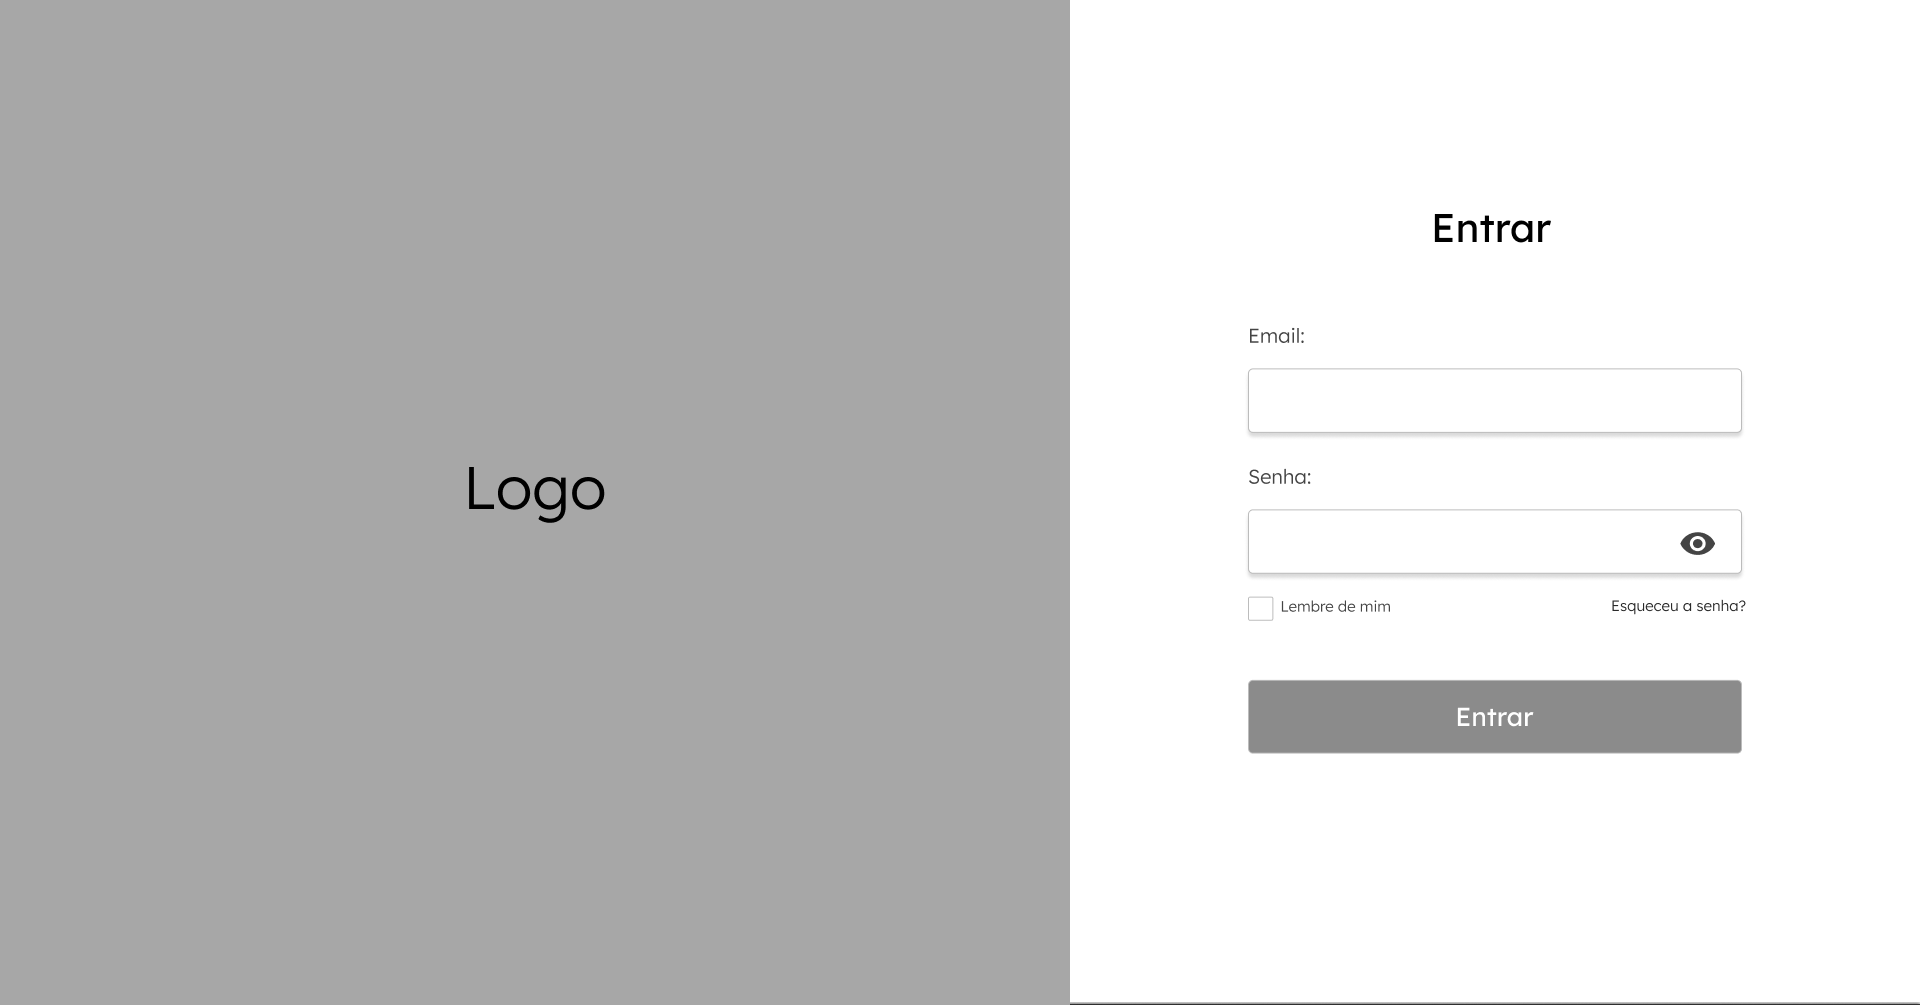 Logo
Entrar
Email:
Senha:
Lembre de mim
Esqueceu a senha?
Entrar